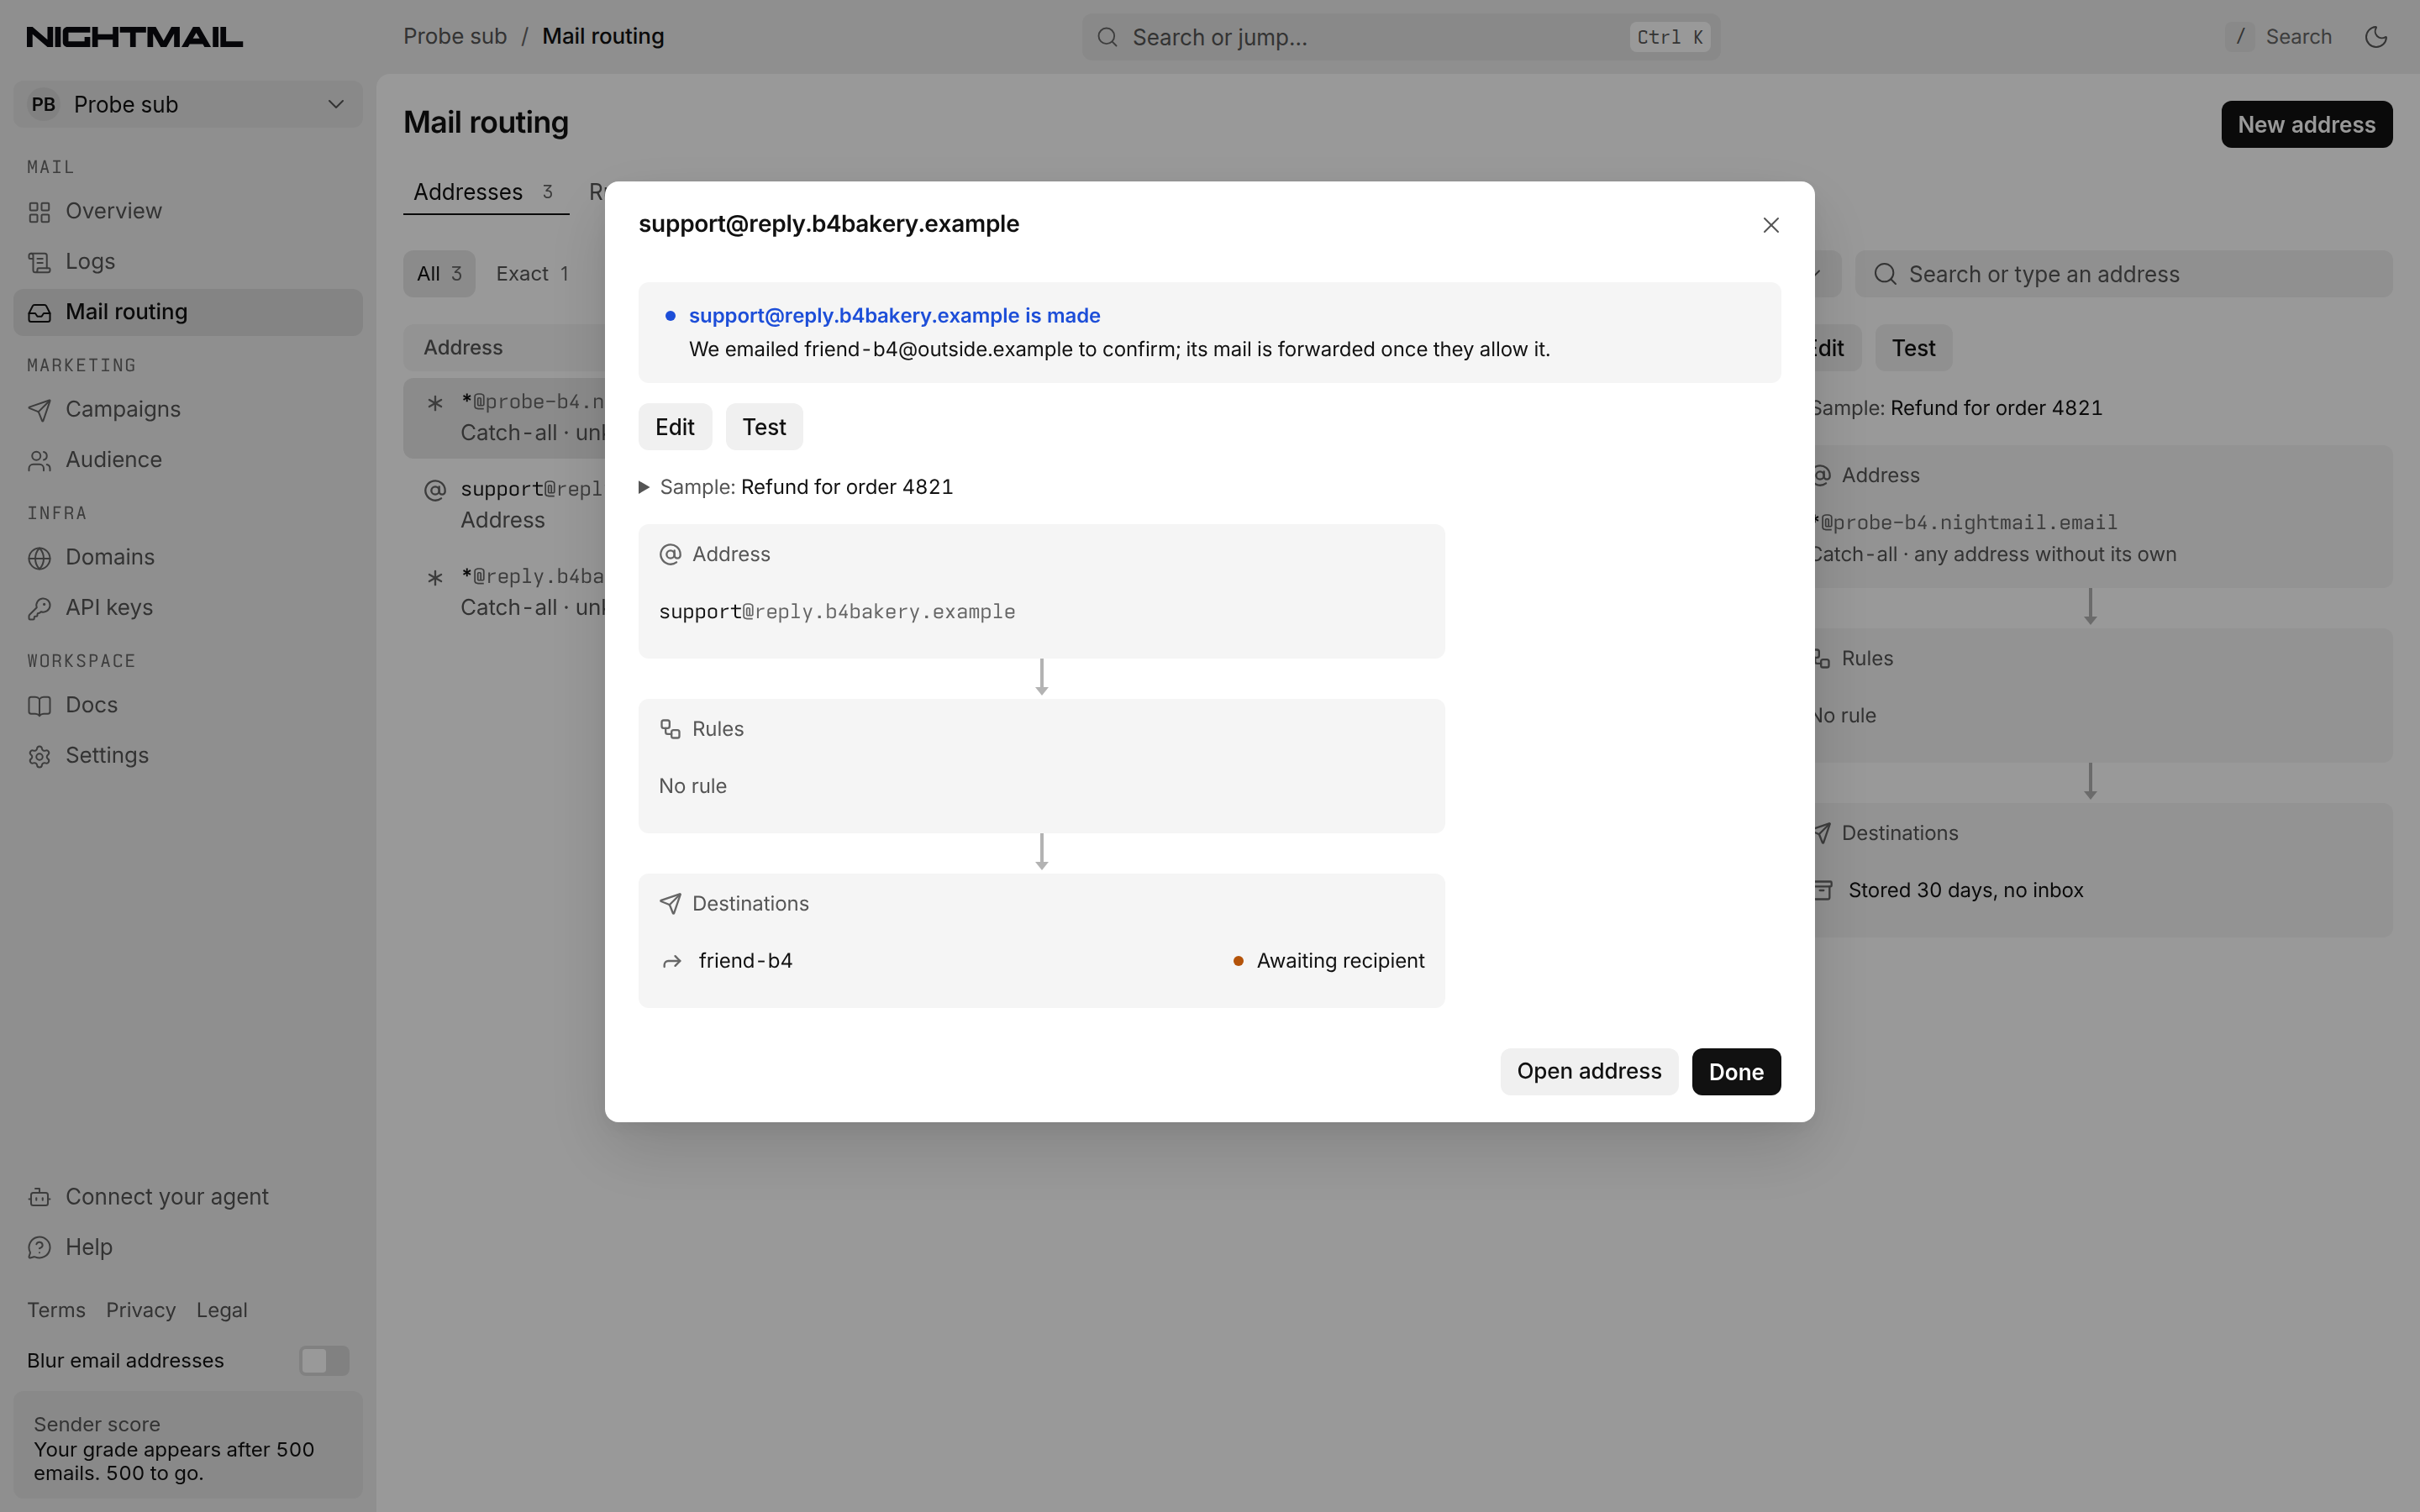 NIGHTMAIL
Probe sub / Mail routing
Search or jump...
Ctrl K
/ Search
PB Probe sub
MAIL
Overview
Logs
Mail routing
MARKETING
Campaigns
Audience
INFRA
Domains
API keys
WORKSPACE
Docs
Settings
Connect your agent
Help
Terms Privacy Legal
Blur email addresses
Sender score
Your grade appears after 500
emails. 500 to go.
Mail routing
New address
Addresses 3
All 3 Exact 1
Search or type an address
Address
*@probe-b4.n
Catch-all ·
support@repl
Address
*@reply.b4ba
Catch-all ·
support@reply.b4bakery.example
support@reply.b4bakery.example is made
We emailed friend-b4@outside.example to confirm; its mail is forwarded once they allow it.
Edit Test
Sample: Refund for order 4821
Address
support@reply.b4bakery.example
Rules
No rule
Destinations
friend-b4 Awaiting recipient
Open address Done
Edit Test
Sample: Refund for order 4821
Address
*@probe-b4.nightmail.email
Catch-all · any address without its own
Rules
No rule
Destinations
Stored 30 days, no inbox